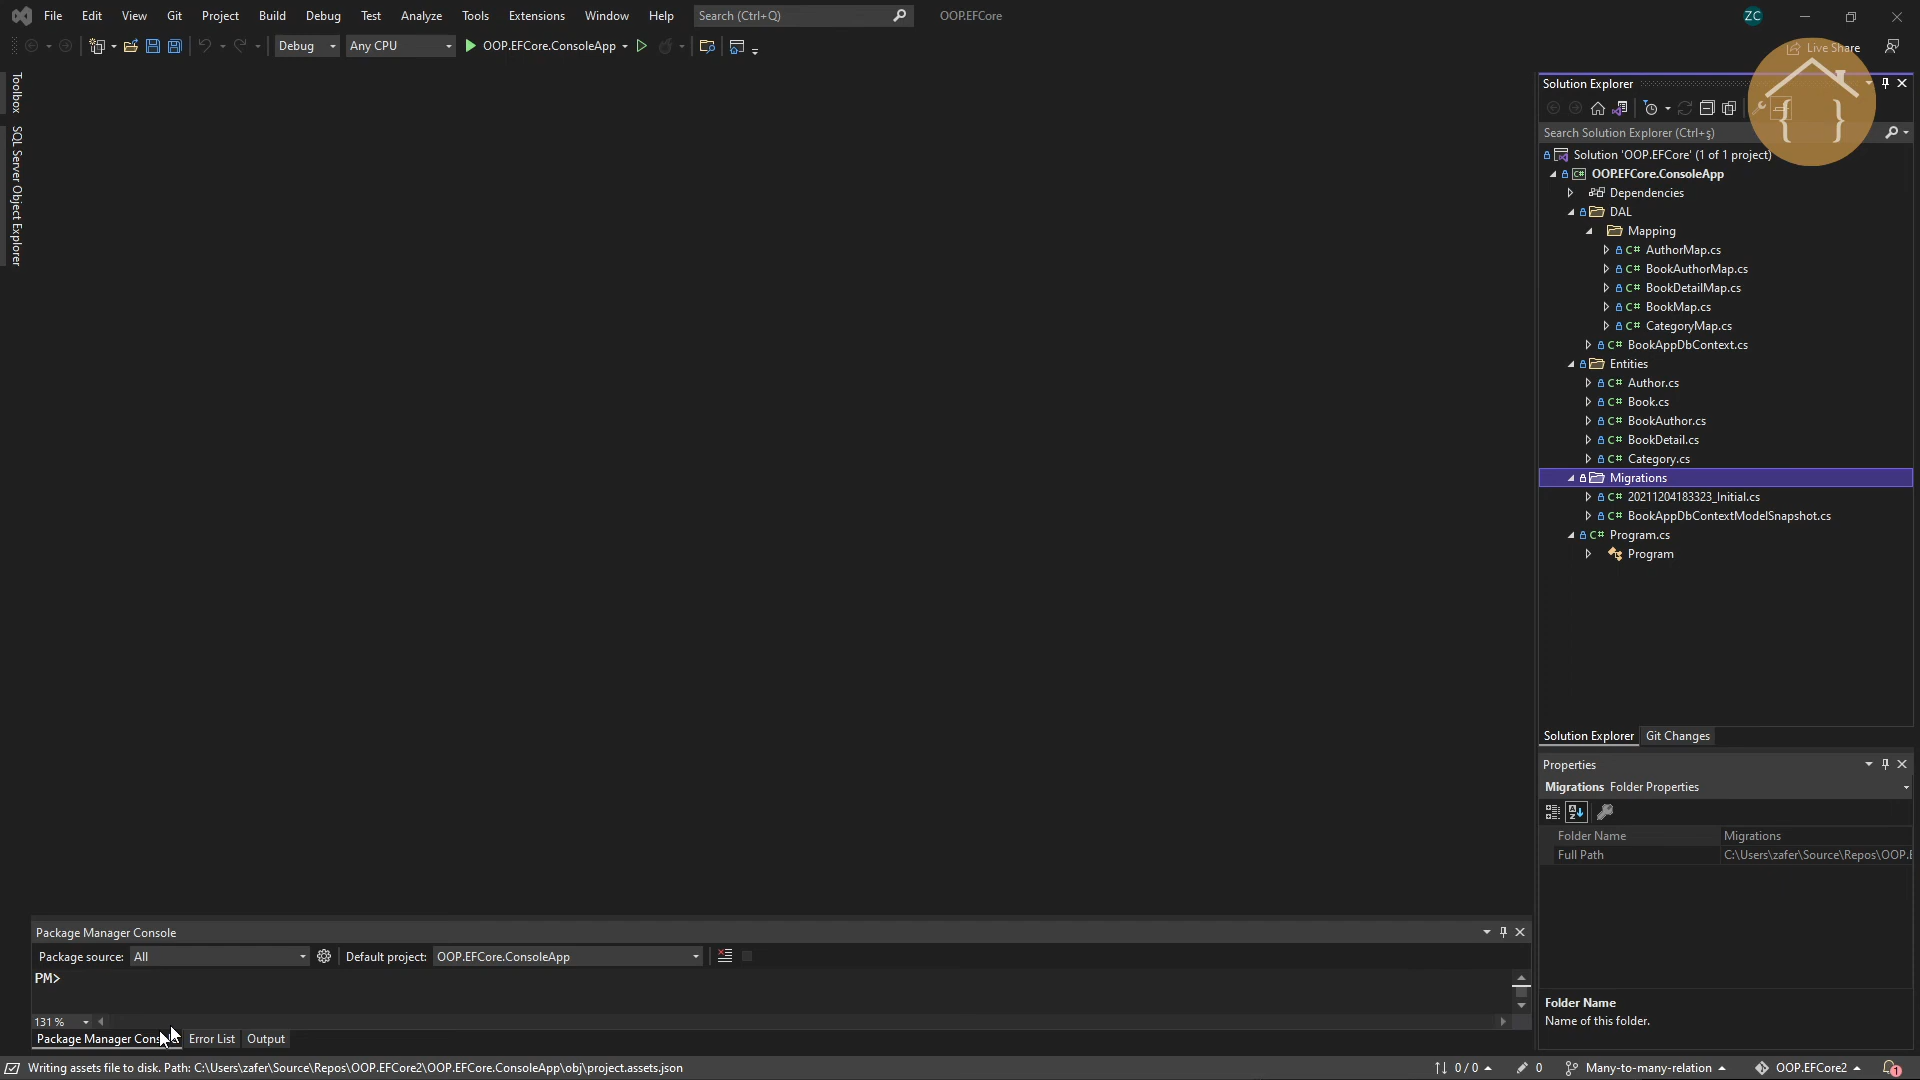 File Edit View Git Project Build Debug Test Analyze Tools Extensions Window Help Search (Ctrl+Q) OOP.EFCore ZC
Debug Any CPU OOP.EFCore.ConsoleApp Live Share
Toolbox
SQL Server Object Explorer
Solution Explorer
Search Solution Explorer (Ctrl+ş)
Solution 'OOP.EFCore' (1 of 1 project)
OOP.EFCore.ConsoleApp
Dependencies
DAL
Mapping
C# AuthorMap.cs
C# BookAuthorMap.cs
C# BookDetailMap.cs
C# BookMap.cs
C# CategoryMap.cs
C# BookAppDbContext.cs
Entities
C# Author.cs
C# Book.cs
C# BookAuthor.cs
C# BookDetail.cs
C# Category.cs
Migrations
C# 20211204183323_Initial.cs
C# BookAppDbContextModelSnapshot.cs
C# Program.cs
Program
Solution Explorer Git Changes
Properties
Migrations Folder Properties
Folder Name Migrations
Full Path C:\Users\zafer\Source\Repos\OOP.E
Folder Name
Name of this folder.
Package Manager Console
Package source: All Default project: OOP.EFCore.ConsoleApp
PM>
131 %
Package Manager Console Error List Output
Writing assets file to disk. Path: C:\Users\zafer\Source\Repos\OOP.EFCore2\OOP.EFCore.ConsoleApp\obj\project.assets.json 0 / 0 0 Many-to-many-relation OOP.EFCore2 1